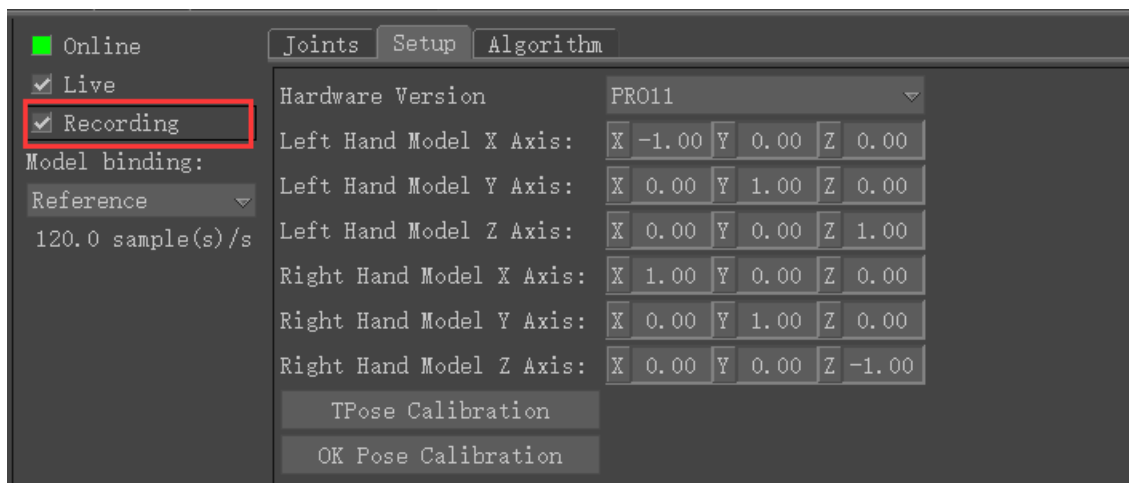 Online
Live
Recording
Model binding:
Reference
120.0 sample(s)/s
Joints Setup Algorithm
Hardware Version PRO11
Left Hand Model X Axis: X -1.00 Y 0.00 Z 0.00
Left Hand Model Y Axis: X 0.00 Y 1.00 Z 0.00
Left Hand Model Z Axis: X 0.00 Y 0.00 Z 1.00
Right Hand Model X Axis: X 1.00 Y 0.00 Z 0.00
Right Hand Model Y Axis: X 0.00 Y 1.00 Z 0.00
Right Hand Model Z Axis: X 0.00 Y 0.00 Z -1.00
TPose Calibration
OK Pose Calibration